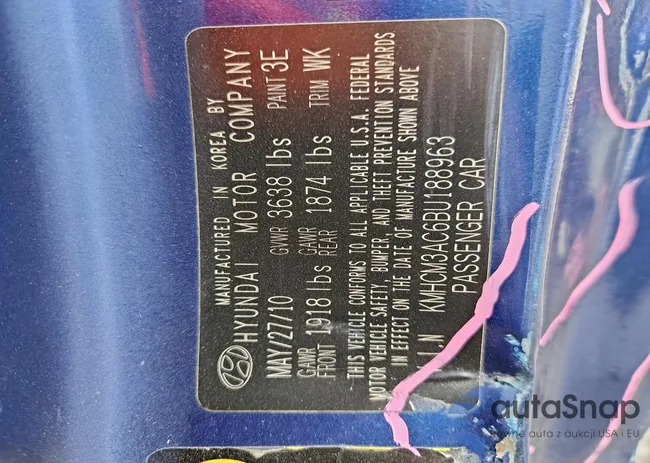 MANUFACTURED IN KOREA BY
HYUNDAI MOTOR COMPANY
MAY/27/10 GVWR 3638 lbs PAINT 3E
GAWR FRONT 1918 lbs GAWR REAR 1874 lbs TRIM WK
THIS VEHICLE CONFORMS TO ALL APPLICABLE U.S.A. FEDERAL
MOTOR VEHICLE SAFETY, BUMPER, AND THEFT PREVENTION STANDARDS
IN EFFECT ON THE DATE OF MANUFACTURE SHOWN ABOVE
.I.N KMHCM3AC6BU188963
PASSENGER CAR
autaSnap
auta z aukcji USA i EU